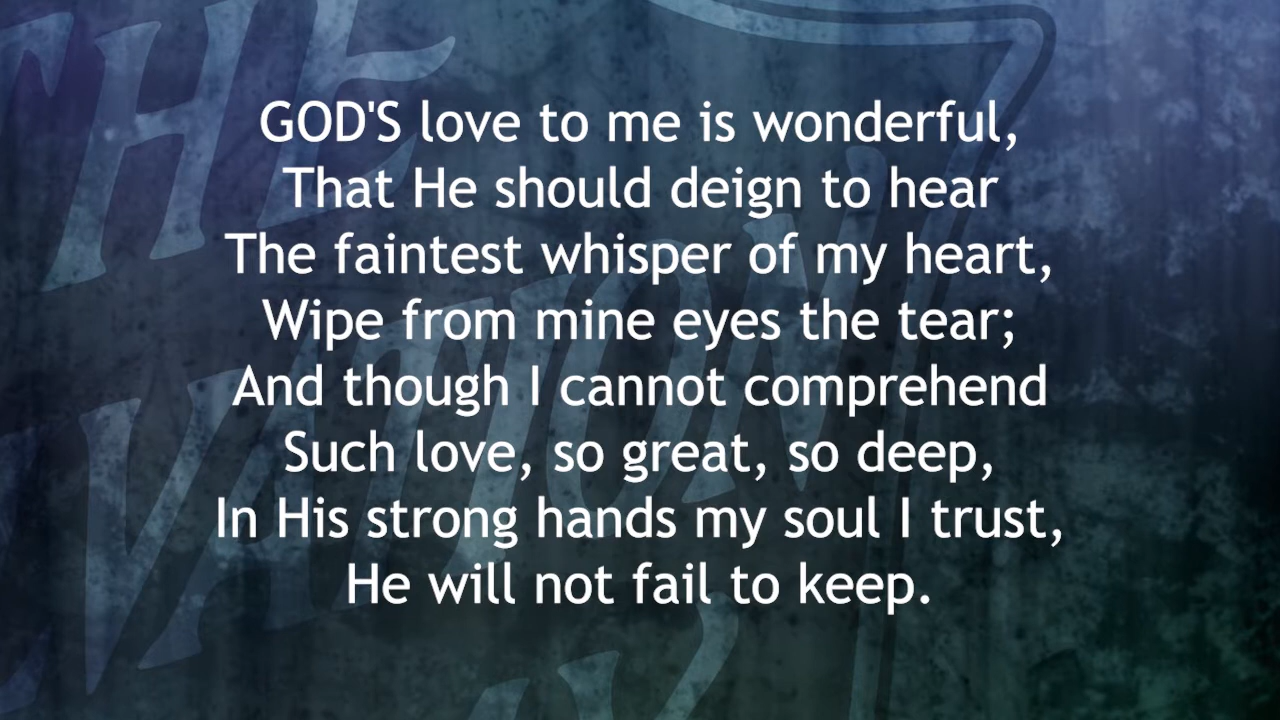 GOD'S love to me is wonderful,
That He should deign to hear
The faintest whisper of my heart,
Wipe from mine eyes the tear;
And though I cannot comprehend
Such love, so great, so deep,
In His strong hands my soul I trust,
He will not fail to keep.